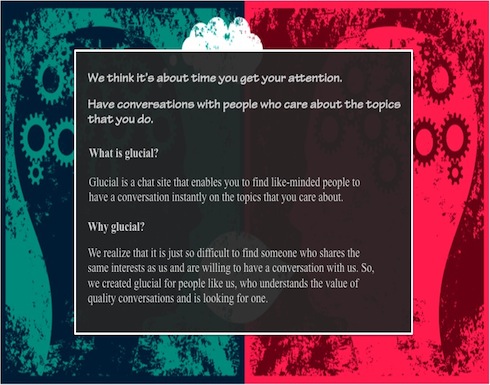 We think it's about time you get your attention.
Have conversations with people who care about the topics
that you do.
What is glucial?
Glucial is a chat site that enables you to find like-minded people to
have a conversation instantly on the topics that you care about.
Why glucial?
We realize that it is just so difficult to find someone who shares the
same interests as us and are willing to have a conversation with us. So,
we created glucial for people like us, who understands the value of
quality conversations and is looking for one.